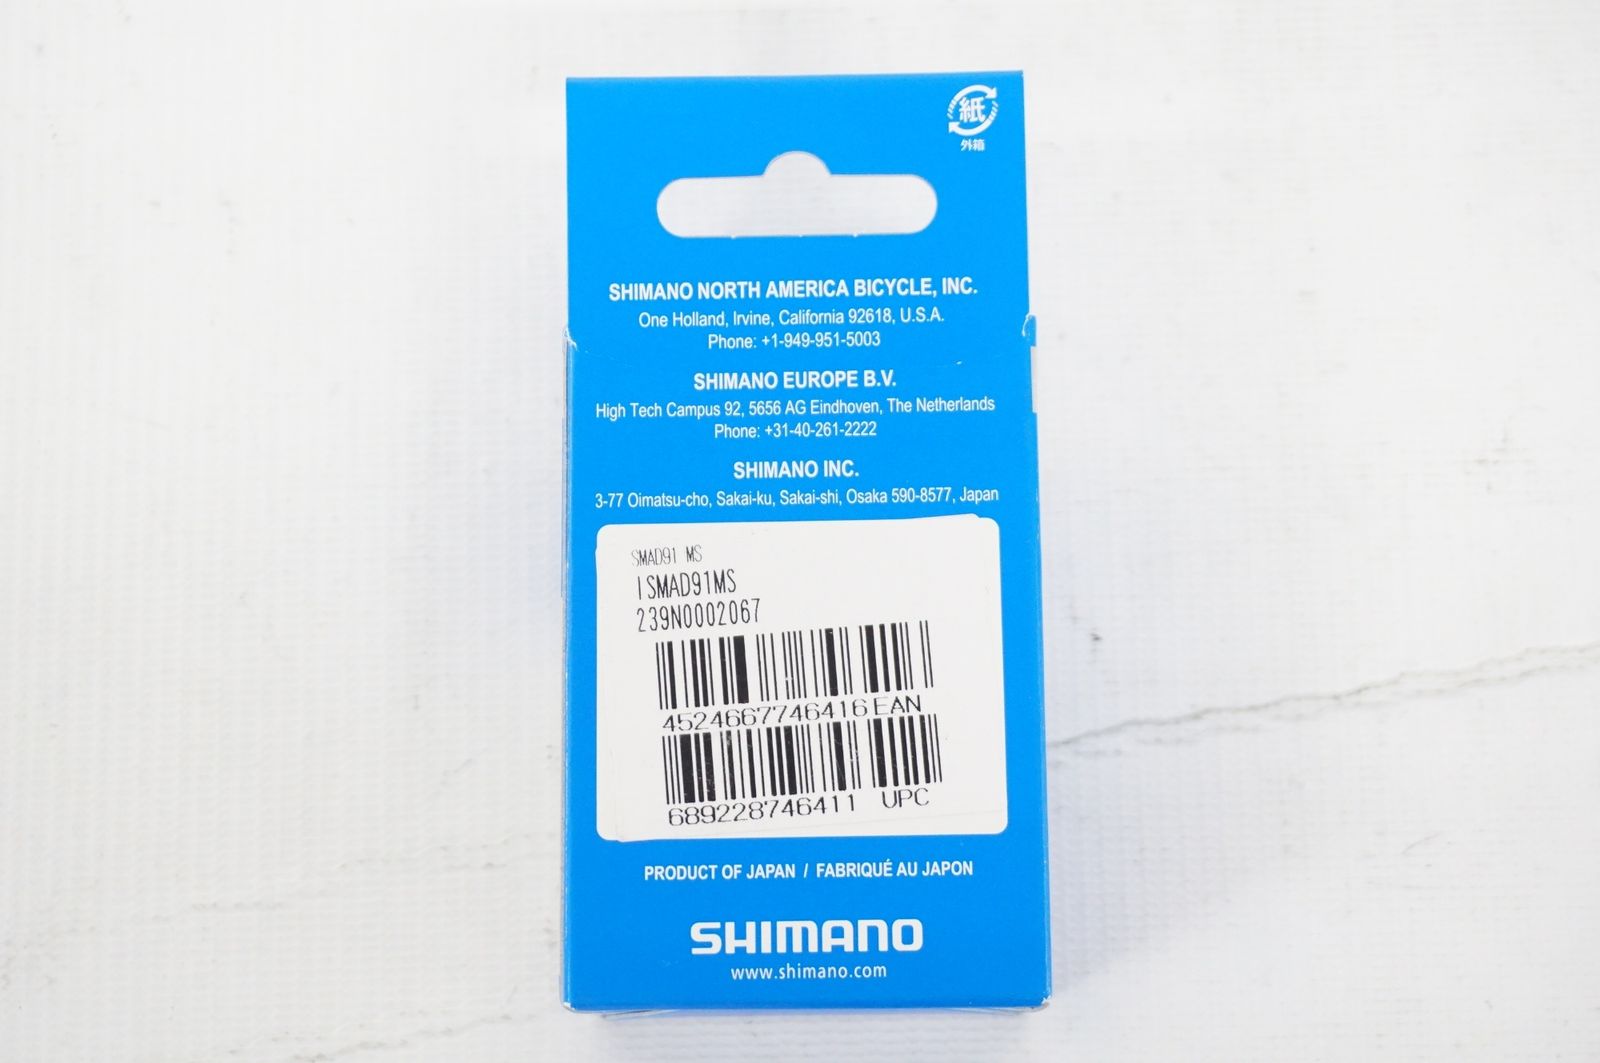 紙
外箱
SHIMANO NORTH AMERICA BICYCLE, INC.
One Holland, Irvine, California 92618, U.S.A.
Phone: +1-949-951-5003
SHIMANO EUROPE B.V.
High Tech Campus 92, 5656 AG Eindhoven, The Netherlands
Phone: +31-40-261-2222
SHIMANO INC.
3-77 Oimatsu-cho, Sakai-ku, Sakai-shi, Osaka 590-8577, Japan
SMAD91 MS
ISMAD91MS
239N0002067
4524667746416 EAN
689228746411 UPC
PRODUCT OF JAPAN / FABRIQUÉ AU JAPON
SHIMANO
www.shimano.com